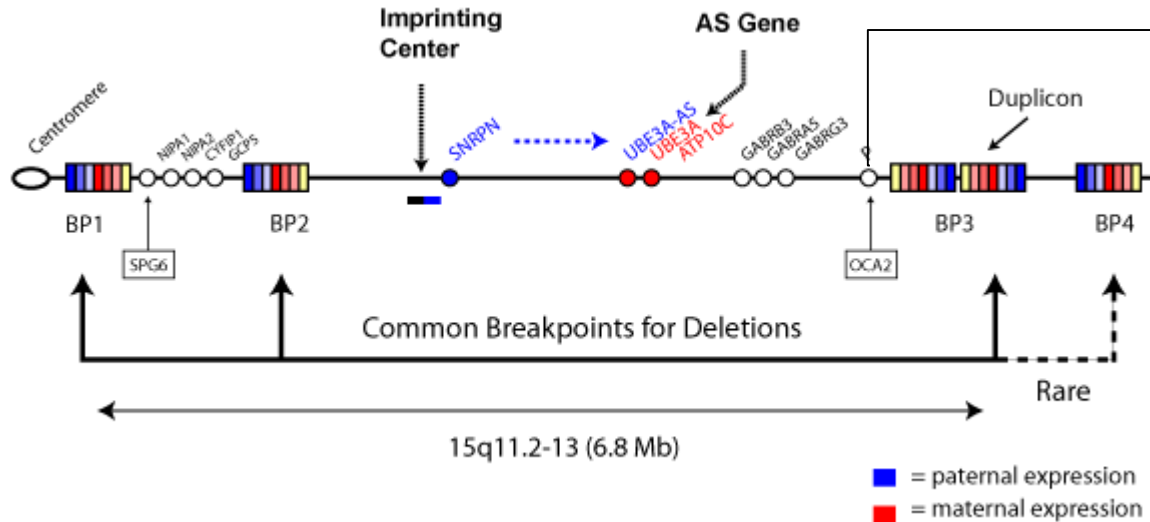 Imprinting
Center
AS Gene
Centromere
NIPA1
NIPA2
CYFIP1
GCP5
SNRPN
UBE3A-AS
UBE3A
ATP10C
GABRB3
GABRA5
GABRG3
P
Duplicon
BP1
BP2
BP3
BP4
SPG6
OCA2
Common Breakpoints for Deletions
Rare
15q11.2-13 (6.8 Mb)
= paternal expression
= maternal expression